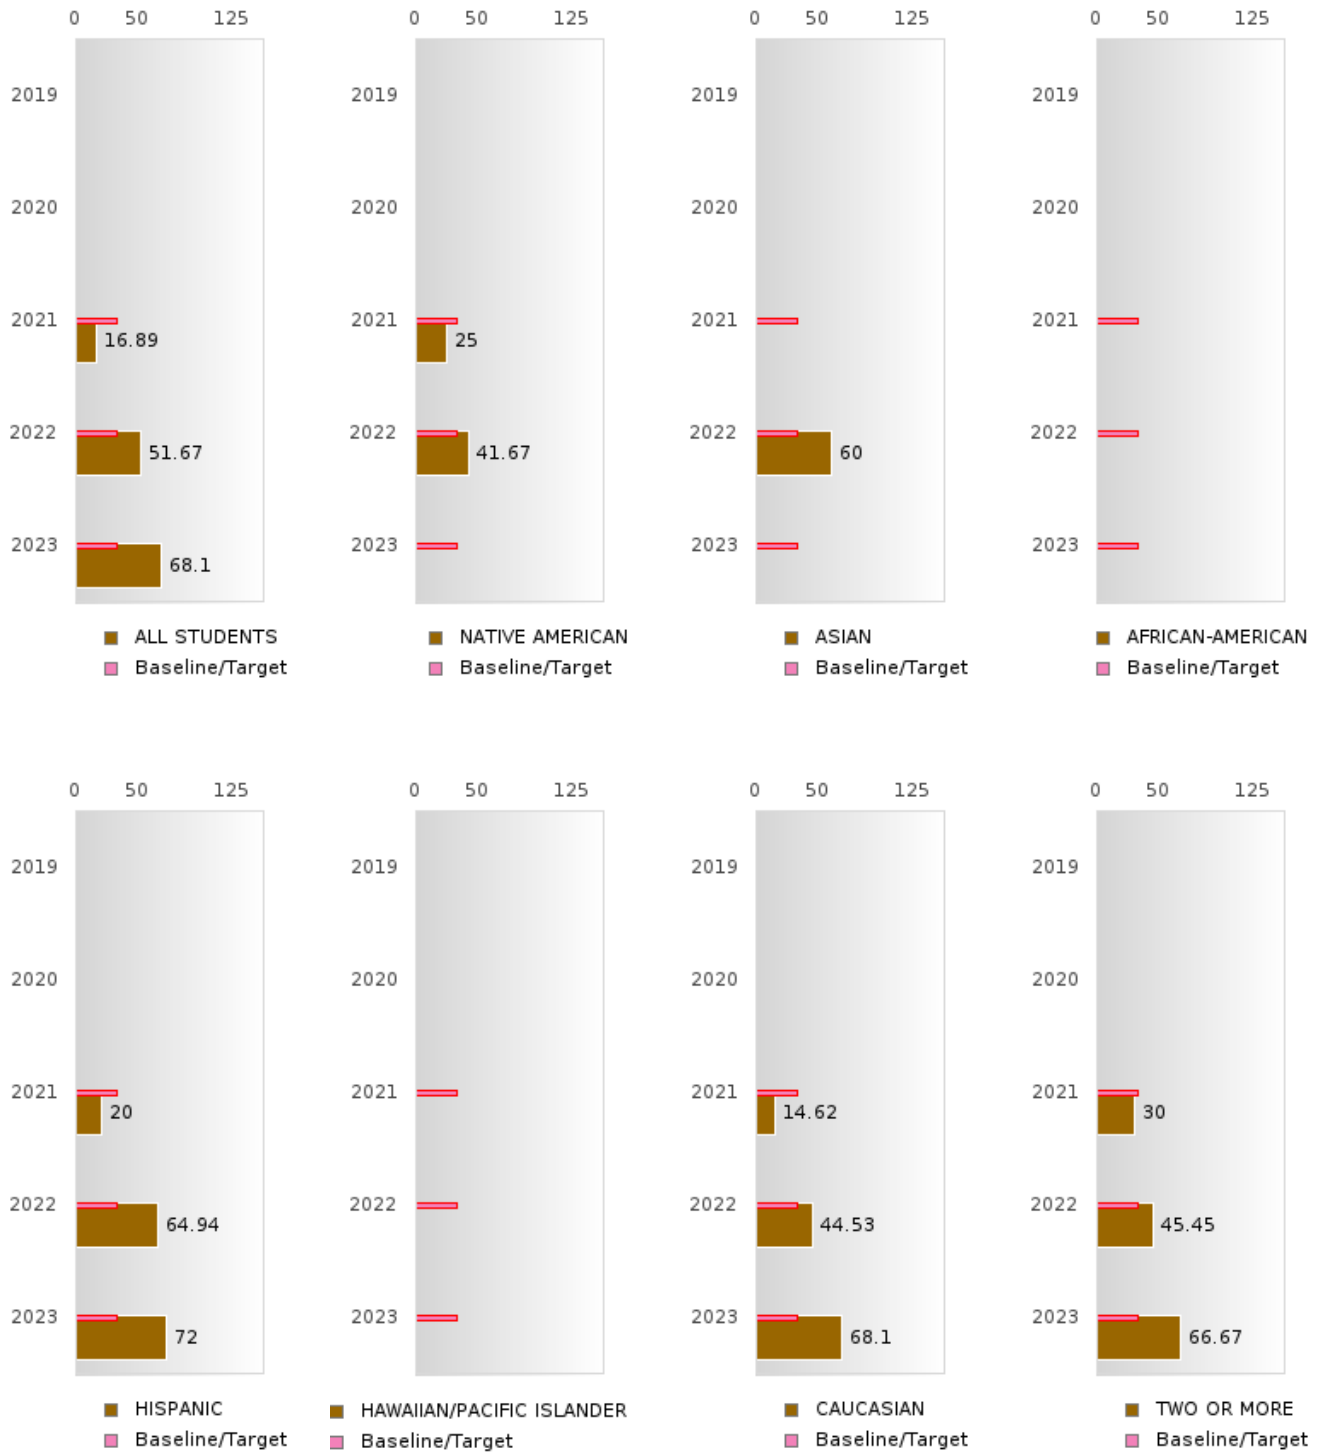 0 50 125 0 50 125 0 50 125 0 50 125
2019 2019 2019 2019
2020 2020 2020 2020
2021 2021 2021 2021
16.89 25
2022 2022 2022 2022
51.67 41.67 60
2023 2023 2023 2023
68.1
ALL STUDENTS NATIVE AMERICAN ASIAN AFRICAN-AMERICAN
Baseline/Target Baseline/Target Baseline/Target Baseline/Target
0 50 125 0 50 125 0 50 125 0 50 125
2019 2019 2019 2019
2020 2020 2020 2020
2021 2021 2021 2021
20 14.62 30
2022 2022 2022 2022
64.94 44.53 45.45
2023 2023 2023 2023
72 68.1 66.67
HISPANIC HAWAIIAN/PACIFIC ISLANDER CAUCASIAN TWO OR MORE
Baseline/Target Baseline/Target Baseline/Target Baseline/Target